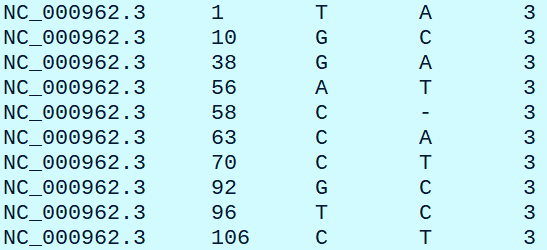 NC_000962.3 1 T A 3
NC_000962.3 10 G C 3
NC_000962.3 38 G A 3
NC_000962.3 56 A T 3
NC_000962.3 58 C - 3
NC_000962.3 63 C A 3
NC_000962.3 70 C T 3
NC_000962.3 92 G C 3
NC_000962.3 96 T C 3
NC_000962.3 106 C T 3